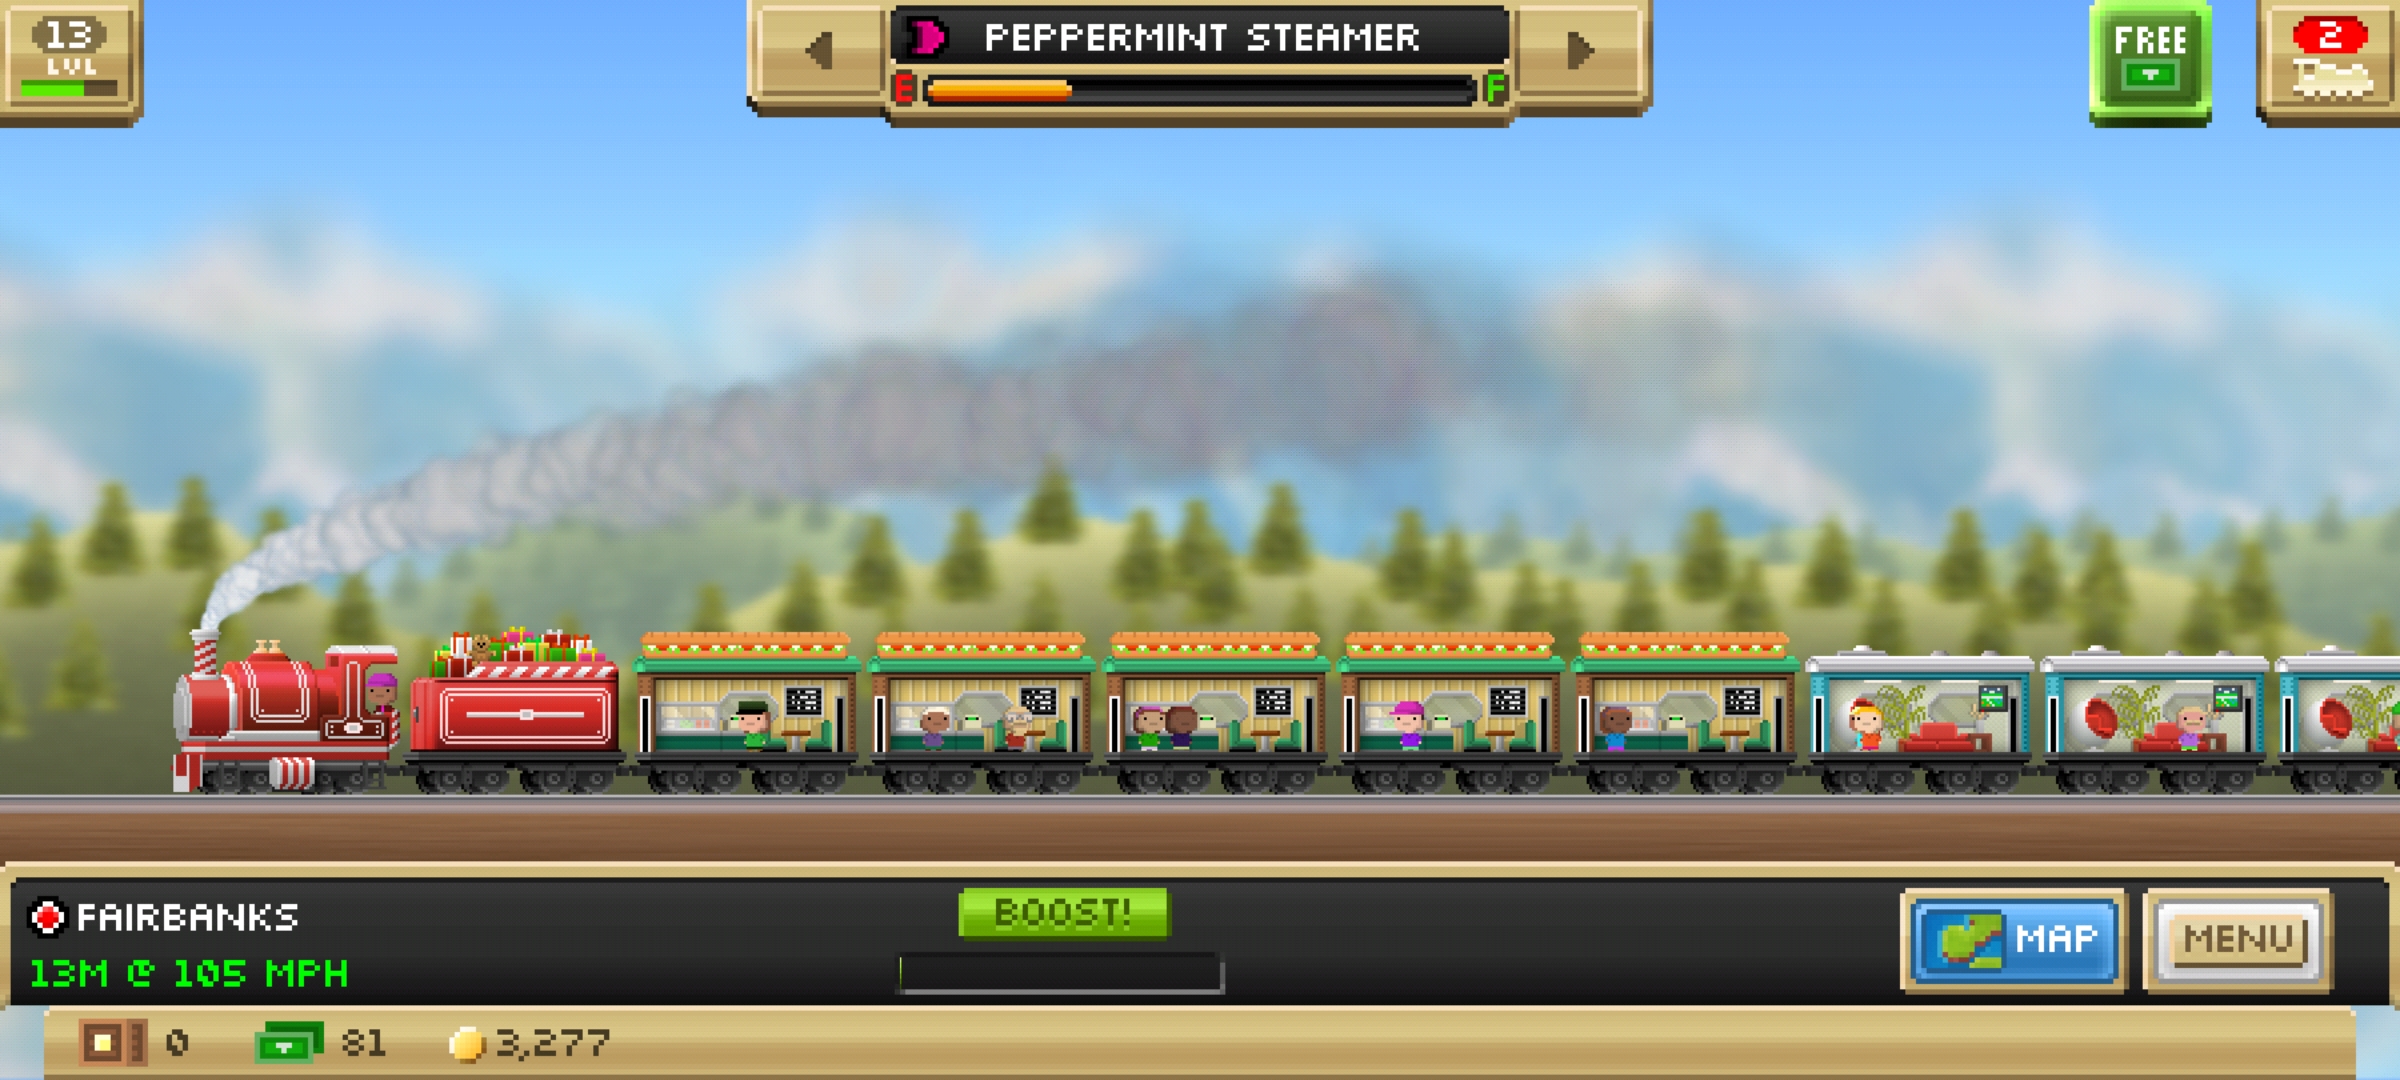 13
LVL
PEPPERMINT STEAMER
E
F
FREE
2
FAIRBANKS
13M @ 105 MPH
BOOST!
MAP
MENU
0
81
3,277